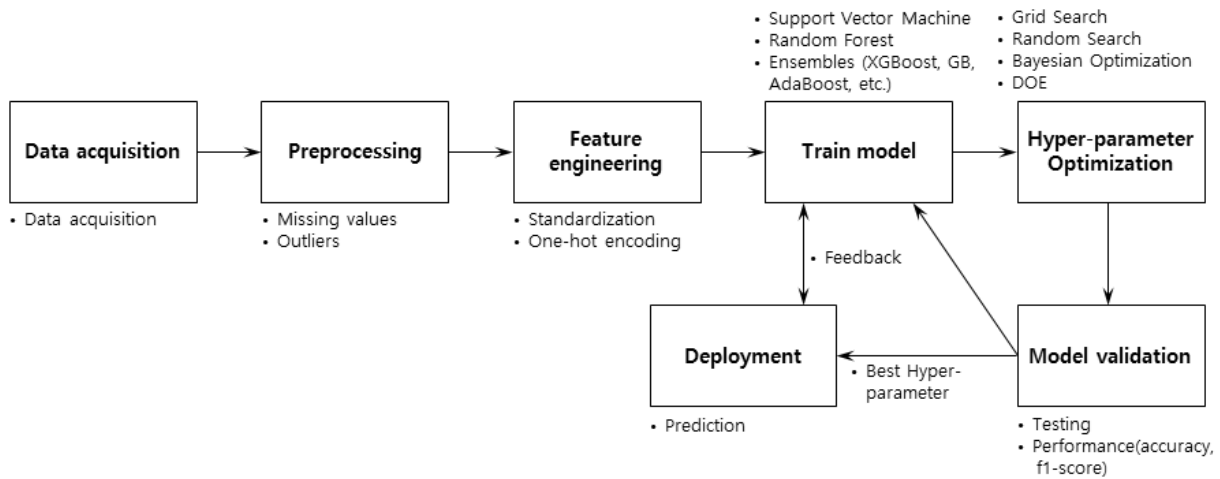 • Support Vector Machine
• Random Forest
• Ensembles (XGBoost, GB,
AdaBoost, etc.)
• Grid Search
• Random Search
• Bayesian Optimization
• DOE
Data acquisition
Preprocessing
Feature
engineering
Train model
Hyper-parameter
Optimization
• Data acquisition
• Missing values
• Outliers
• Standardization
• One-hot encoding
• Feedback
Deployment
• Best Hyper-
parameter
Model validation
• Prediction
• Testing
• Performance(accuracy,
f1-score)